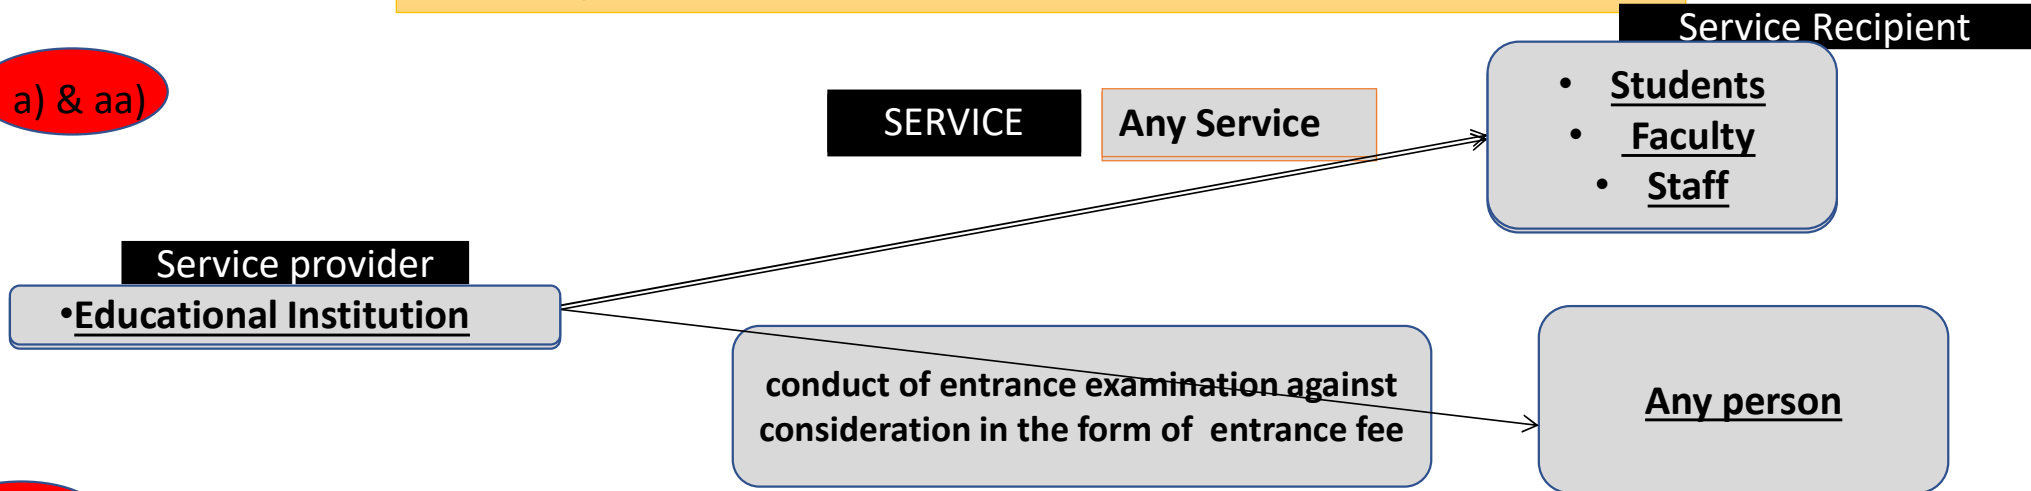 Service Recipient
a) & aa)
SERVICE
Any Service
• Students
• Faculty
• Staff
Service provider
•Educational Institution
conduct of entrance examination against
consideration in the form of entrance fee
Any person